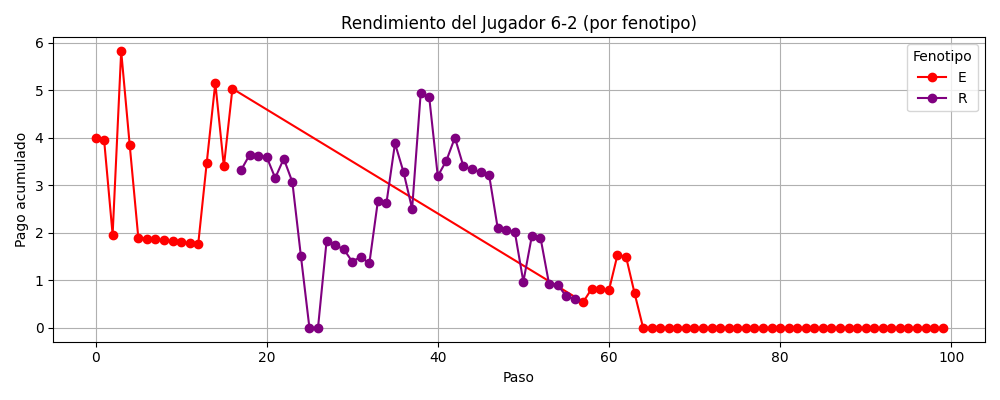 Rendimiento del Jugador 6-2 (por fenotipo)
Pago acumulado
6
5
4
3
2
1
0
0 20 40 60 80 100
Paso
Fenotipo
E
R